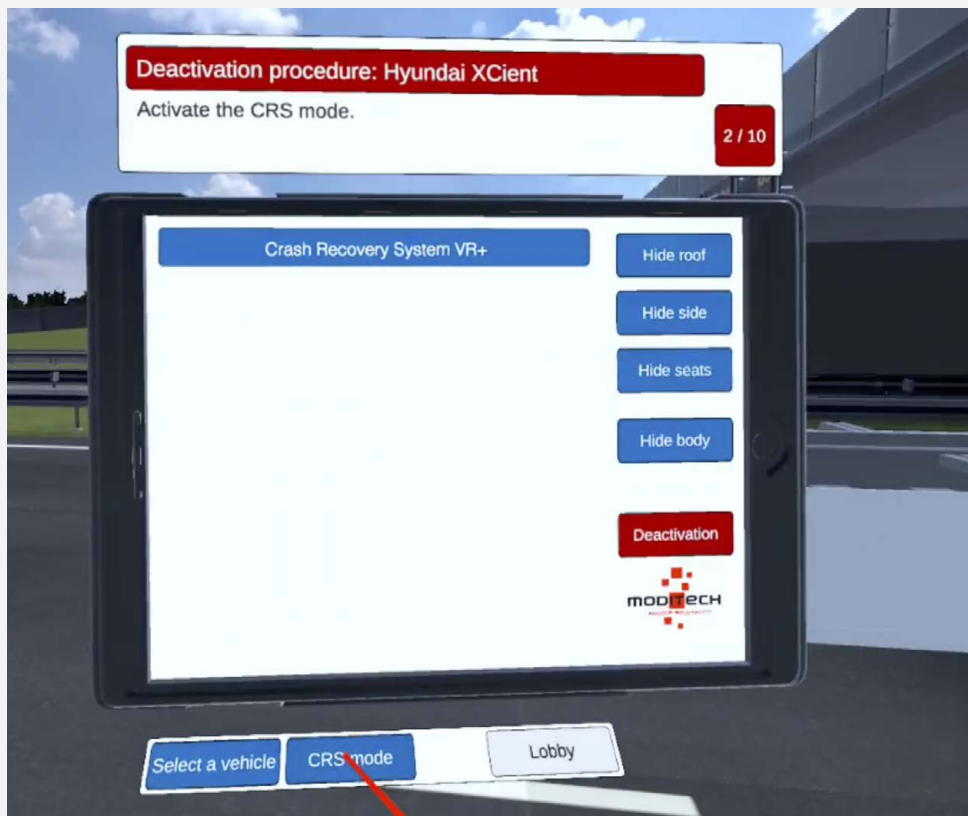 Deactivation procedure: Hyundai XCient
Activate the CRS mode.
2 / 10
Crash Recovery System VR+
Hide roof
Hide side
Hide seats
Hide body
Deactivation
MODITECH
Select a vehicle
CRS mode
Lobby